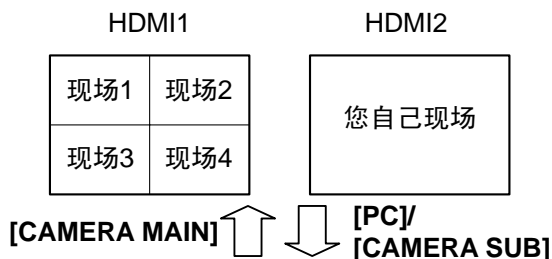 HDMI1 HDMI2
现场1 现场2
您自己现场
现场3 现场4
[CAMERA MAIN] [PC]/
[CAMERA SUB]